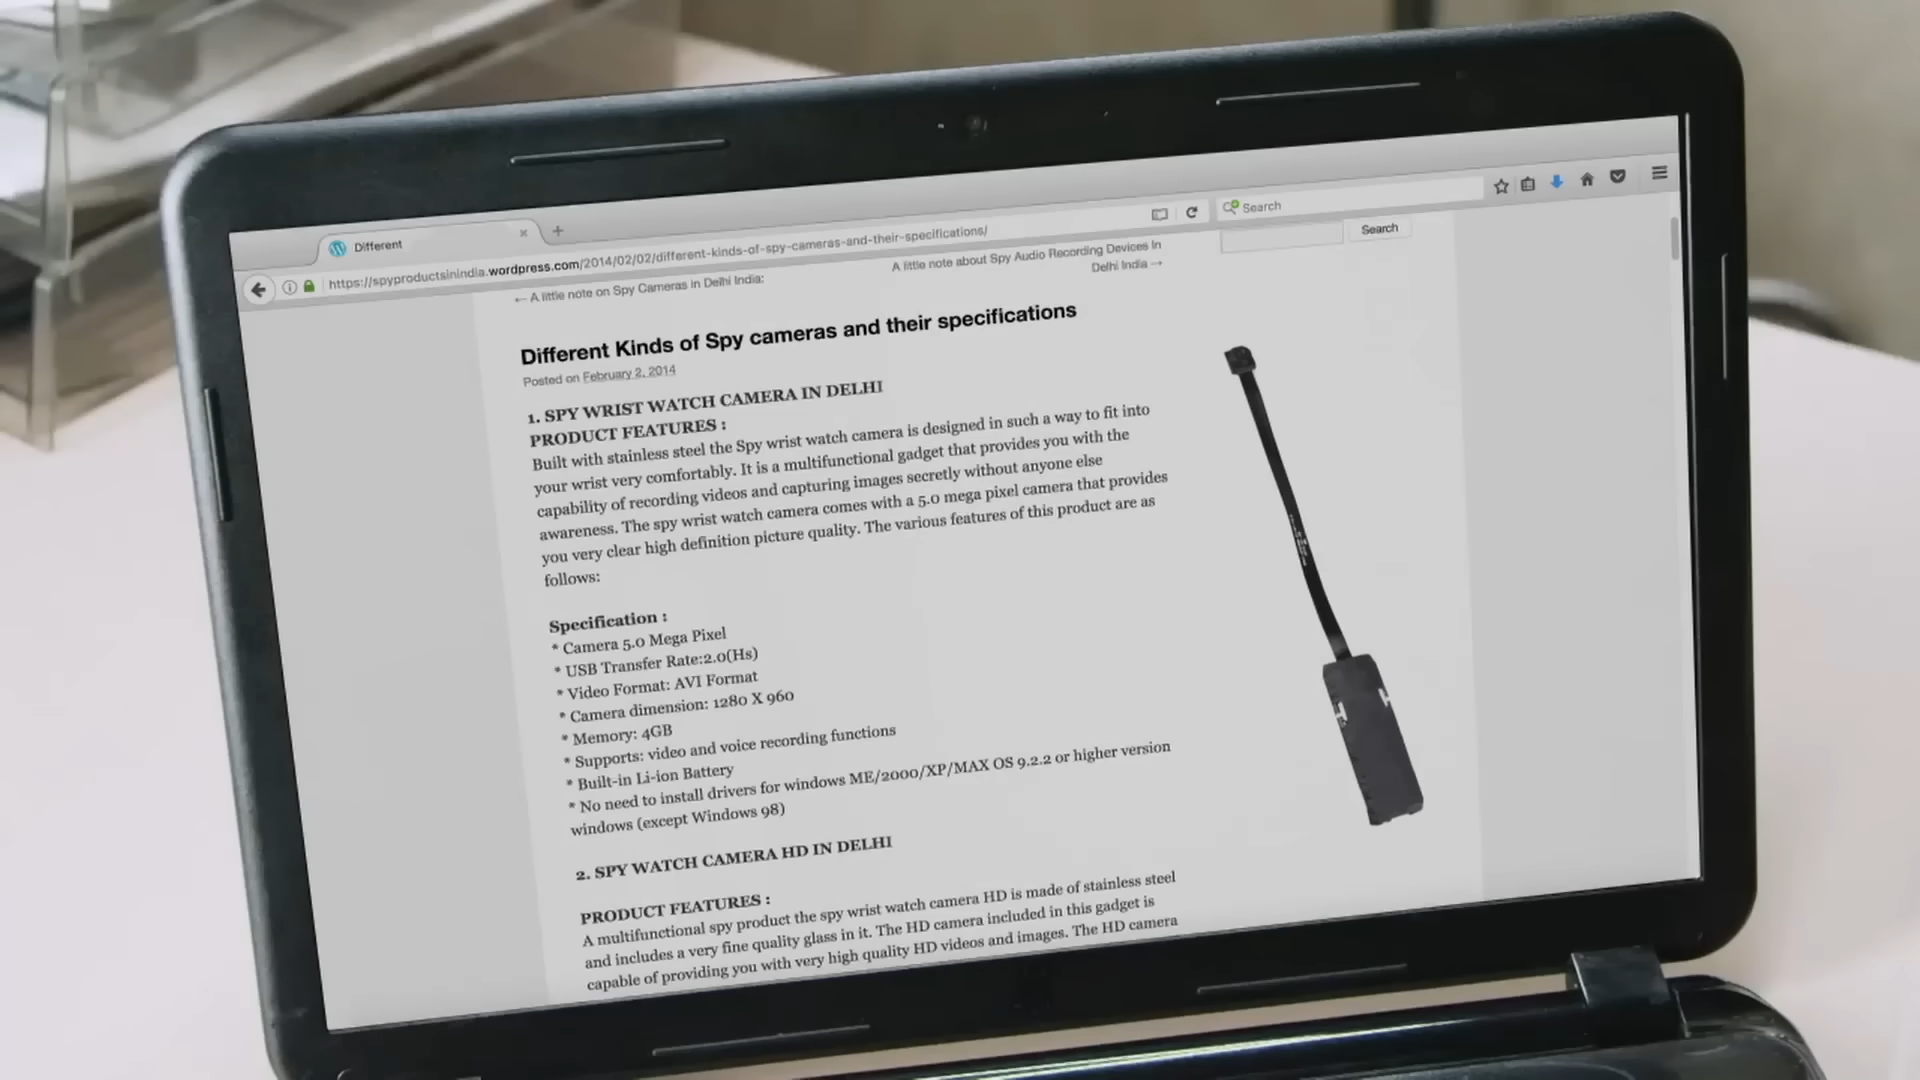 Different
https://spyproductsinindia.wordpress.com/2014/02/02/different-kinds-of-spy-cameras-and-their-specifications/
Search
← A little note on Spy Cameras in Delhi India:
A little note about Spy Audio Recording Devices In
Delhi India →
Search
Different Kinds of Spy cameras and their specifications
Posted on February 2, 2014
1. SPY WRIST WATCH CAMERA IN DELHI
PRODUCT FEATURES :
Built with stainless steel the Spy wrist watch camera is designed in such a way to fit into
your wrist very comfortably. It is a multifunctional gadget that provides you with the
capability of recording videos and capturing images secretly without anyone else
awareness. The spy wrist watch camera comes with a 5.0 mega pixel camera that provides
you very clear high definition picture quality. The various features of this product are as
follows:
Specification :
* Camera 5.0 Mega Pixel
* USB Transfer Rate:2.0(Hs)
* Video Format: AVI Format
* Camera dimension: 1280 X 960
* Memory: 4GB
* Supports: video and voice recording functions
* Built-in Li-ion Battery
* No need to install drivers for windows ME/2000/XP/MAX OS 9.2.2 or higher version
windows (except Windows 98)
2. SPY WATCH CAMERA HD IN DELHI
PRODUCT FEATURES :
A multifunctional spy product the spy wrist watch camera HD is made of stainless steel
and includes a very fine quality glass in it. The HD camera included in this gadget is
capable of providing you with very high quality HD videos and images. The HD camera